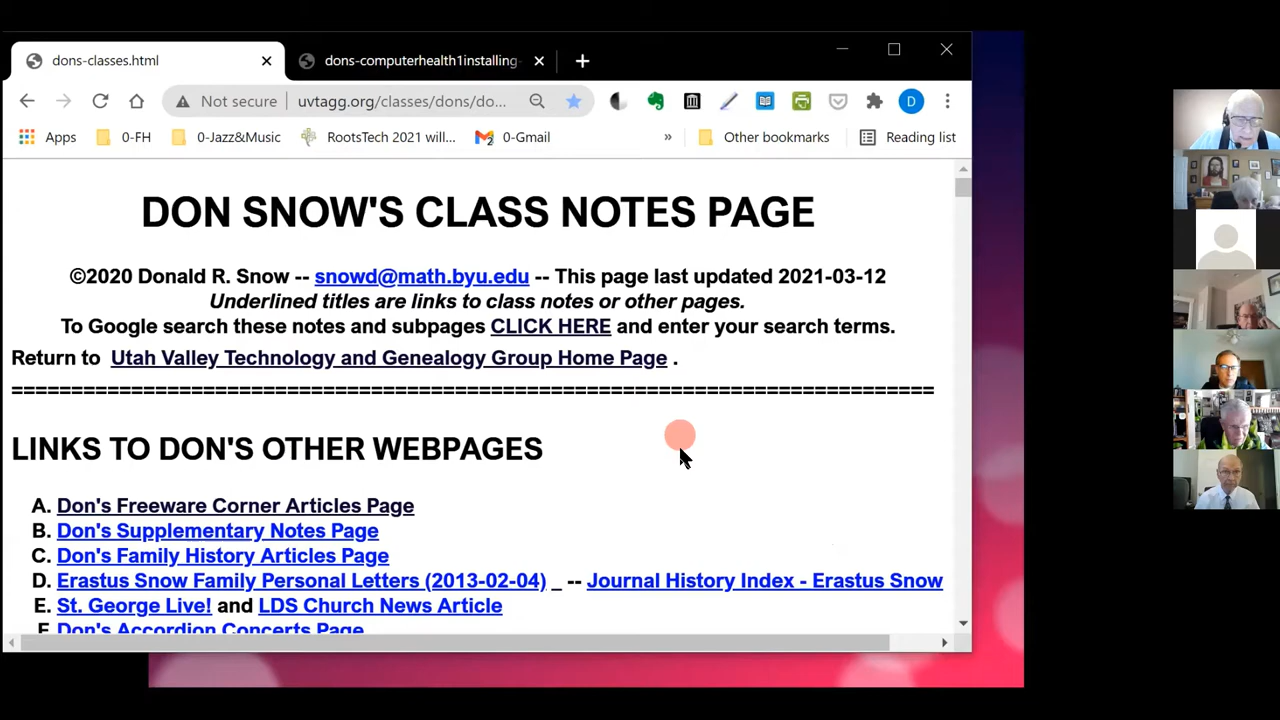 dons-classes.html
dons-computerhealth1installing-
Not secure
uvtagg.org/classes/dons/do...
D
Apps
0-FH
0-Jazz&Music
RootsTech 2021 will...
0-Gmail
»
Other bookmarks
Reading list
DON SNOW'S CLASS NOTES PAGE
©2020 Donald R. Snow -- snowd@math.byu.edu -- This page last updated 2021-03-12
Underlined titles are links to class notes or other pages.
To Google search these notes and subpages CLICK HERE and enter your search terms.
Return to Utah Valley Technology and Genealogy Group Home Page .
==========================================================================
LINKS TO DON'S OTHER WEBPAGES
A. Don's Freeware Corner Articles Page
B. Don's Supplementary Notes Page
C. Don's Family History Articles Page
D. Erastus Snow Family Personal Letters (2013-02-04) _ -- Journal History Index - Erastus Snow
E. St. George Live! and LDS Church News Article
F. Don's Accordion Concerts Page